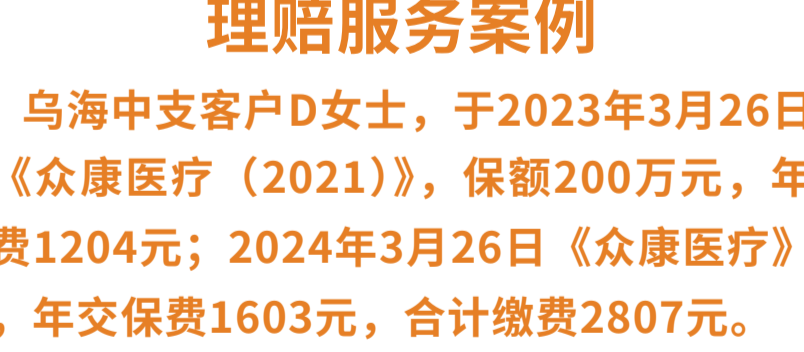 理赔服务案例
乌海中支客户D女士，于2023年3月26日
《众康医疗（2021）》，保额200万元，年
费1204元；2024年3月26日《众康医疗》
，年交保费1603元，合计缴费2807元。